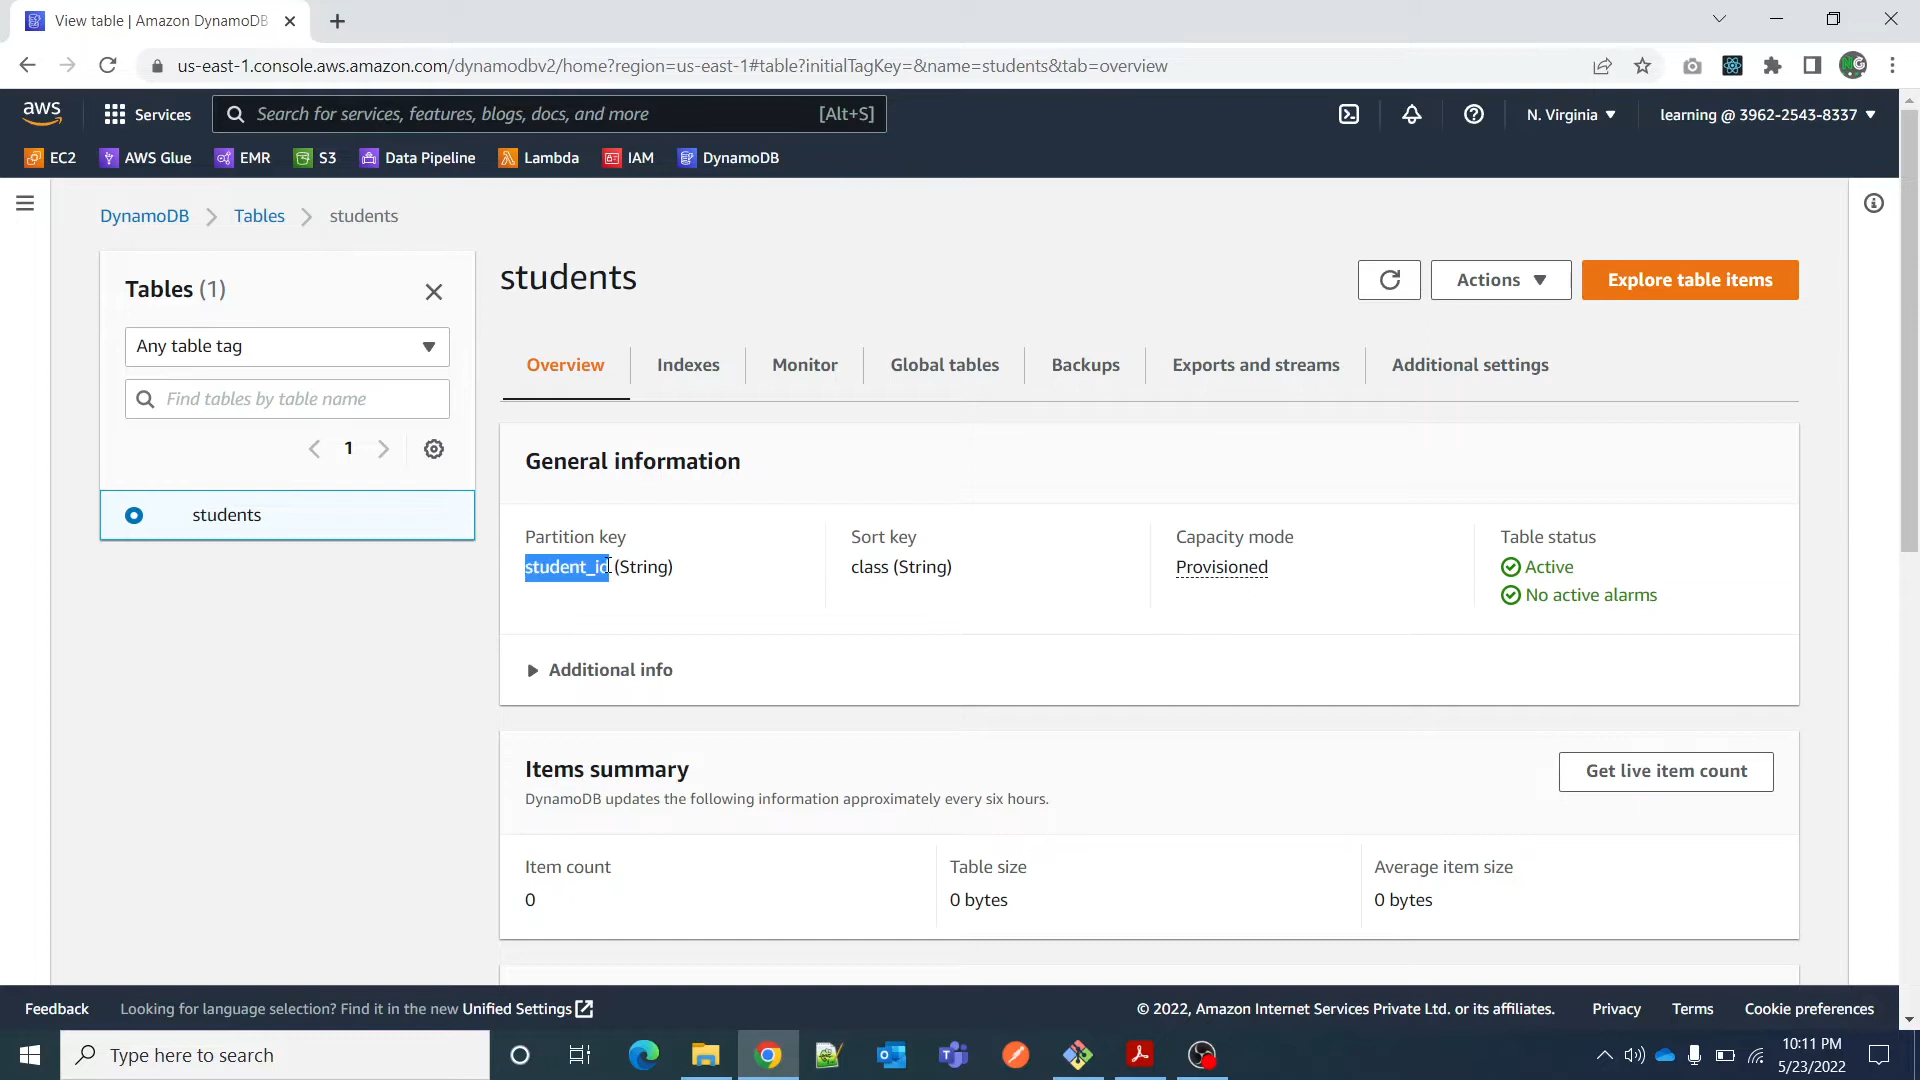 View table | Amazon DynamoDB
us-east-1.console.aws.amazon.com/dynamodbv2/home?region=us-east-1#table?initialTagKey=&name=students&tab=overview
aws
Services
Search for services, features, blogs, docs, and more [Alt+S]
N. Virginia
learning @ 3962-2543-8337
EC2
AWS Glue
EMR
S3
Data Pipeline
Lambda
IAM
DynamoDB
DynamoDB
Tables
students
Tables (1)
Any table tag
Find tables by table name
1
students
students
Actions
Explore table items
Overview
Indexes
Monitor
Global tables
Backups
Exports and streams
Additional settings
General information
Partition key
student_id (String)
Sort key
class (String)
Capacity mode
Provisioned
Table status
Active
No active alarms
Additional info
Items summary
DynamoDB updates the following information approximately every six hours.
Get live item count
Item count
0
Table size
0 bytes
Average item size
0 bytes
Feedback
Looking for language selection? Find it in the new Unified Settings
© 2022, Amazon Internet Services Private Ltd. or its affiliates.
Privacy
Terms
Cookie preferences
Type here to search
10:11 PM
5/23/2022